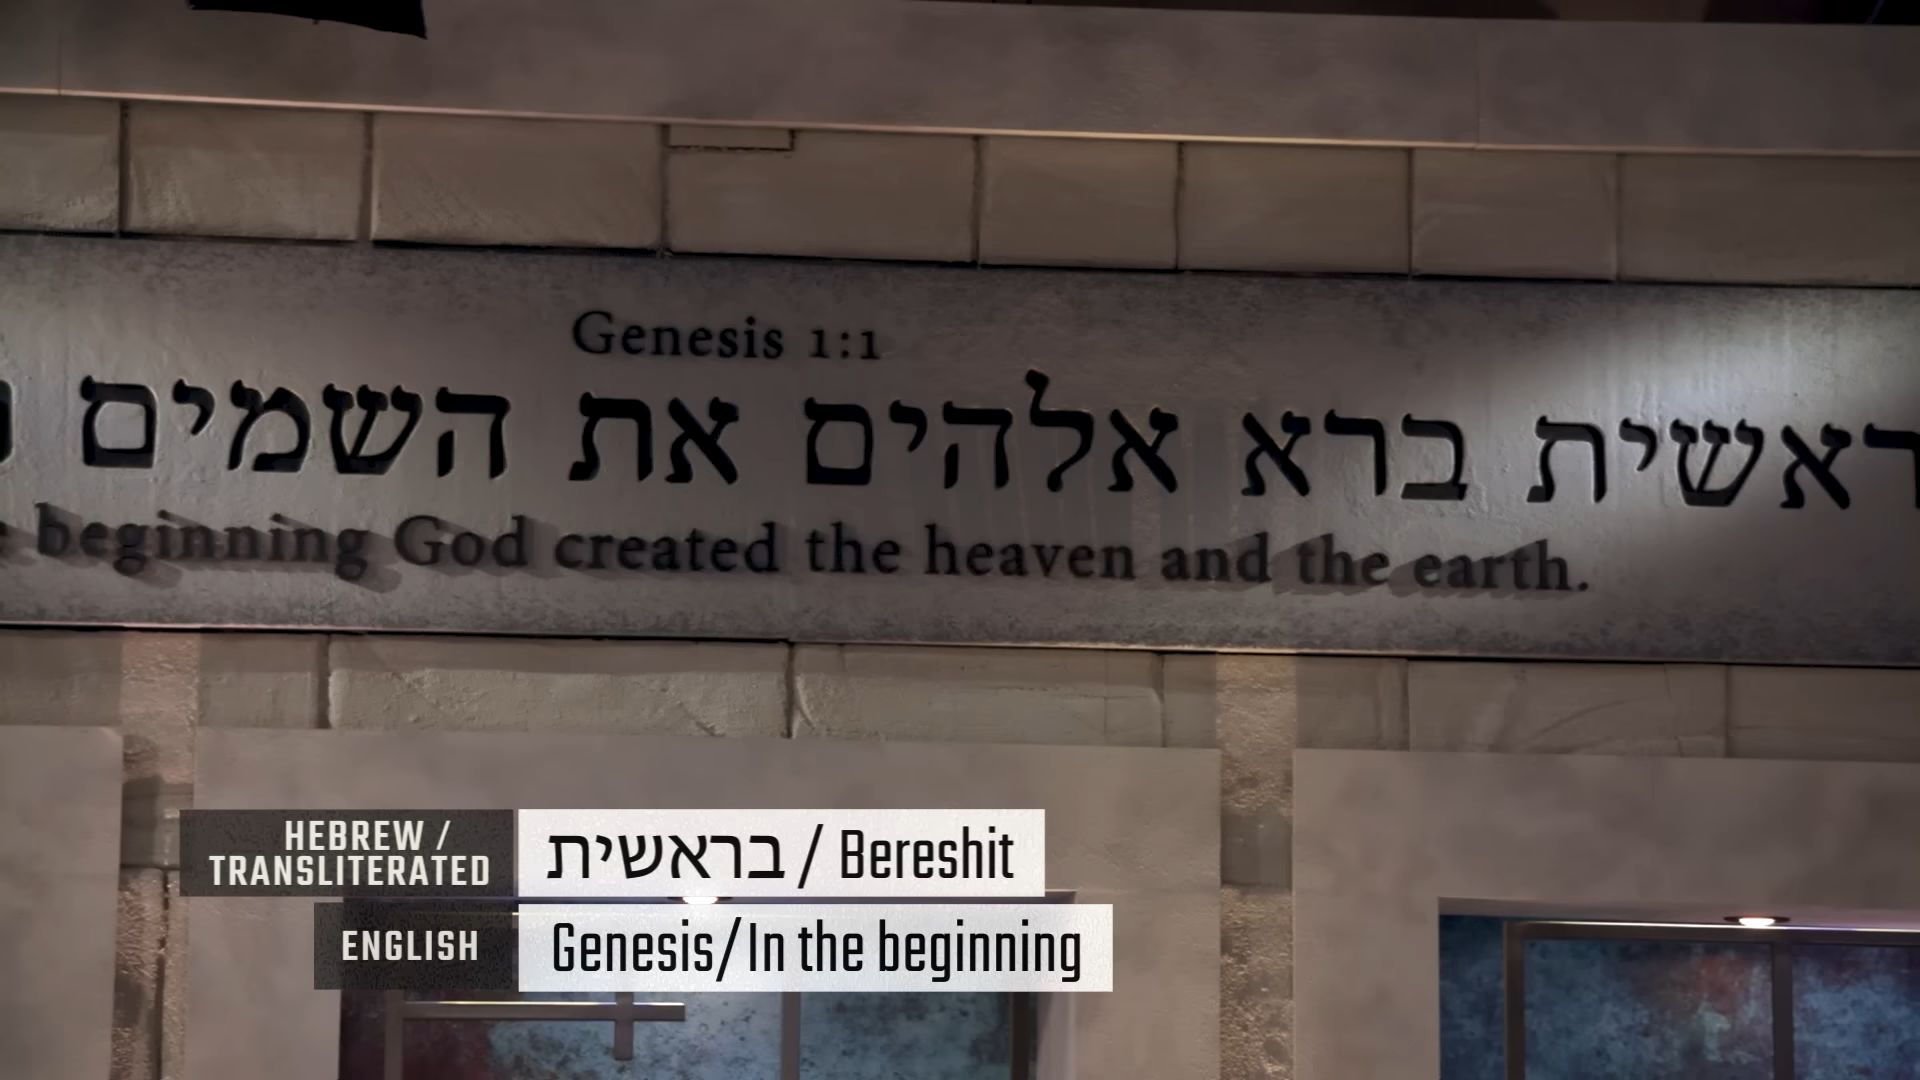 Genesis 1:1
ראשית ברא אלהים את השמים
beginning God created the heaven and the earth.
HEBREW /
TRANSLITERATED
בראשית / Bereshit
ENGLISH
Genesis/In the beginning